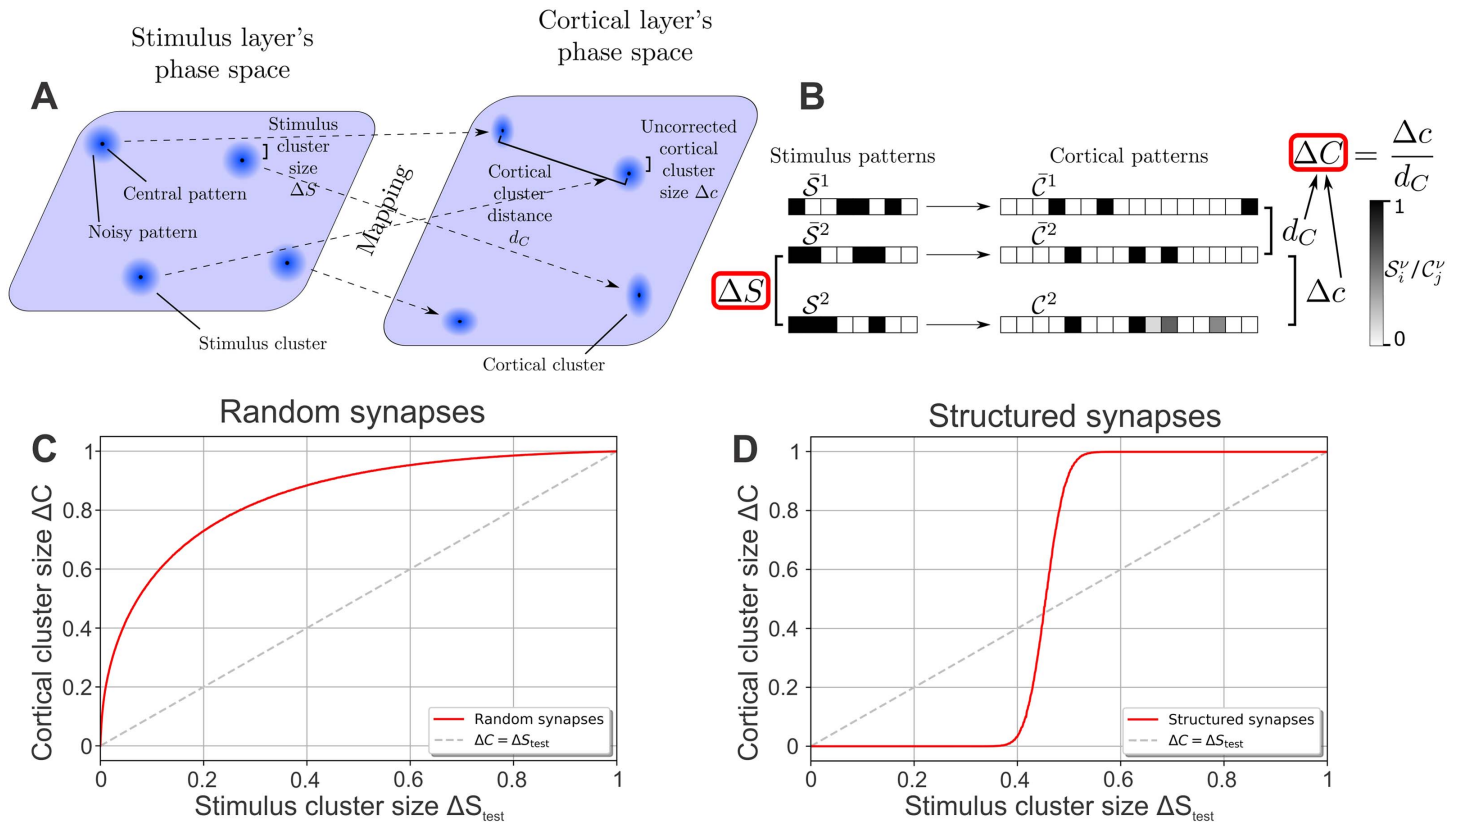 Stimulus layer's
phase space
Cortical layer's
phase space
A
Stimulus
cluster
size
ΔS
Central pattern
Noisy pattern
Stimulus cluster
Mapping
Uncorrected
cortical
cluster
size Δc
Cortical
cluster
distance
d_C
Cortical cluster
B
Stimulus patterns
Cortical patterns
ΔC = Δc / d_C
S̄¹
C̄¹
S̄²
C̄²
d_C
ΔS
S²
C²
Δc
1
S_i^ν/C_j^ν
0
Random synapses
C
Cortical cluster size ΔC
1
0.8
0.6
0.4
0.2
0
Random synapses
ΔC = ΔS_test
0 0.2 0.4 0.6 0.8 1
Stimulus cluster size ΔS_test
Structured synapses
D
Cortical cluster size ΔC
1
0.8
0.6
0.4
0.2
0
Structured synapses
ΔC = ΔS_test
0 0.2 0.4 0.6 0.8 1
Stimulus cluster size ΔS_test